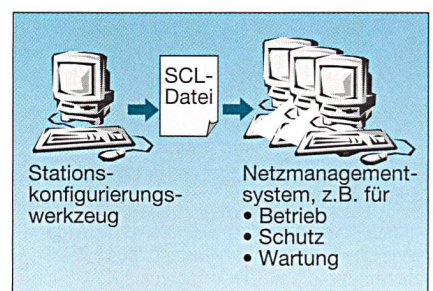 SCL-
Datei
Stations-
konfigurierungs-
werkzeug
Netzmanagement-
system, z.B. für
• Betrieb
• Schutz
• Wartung